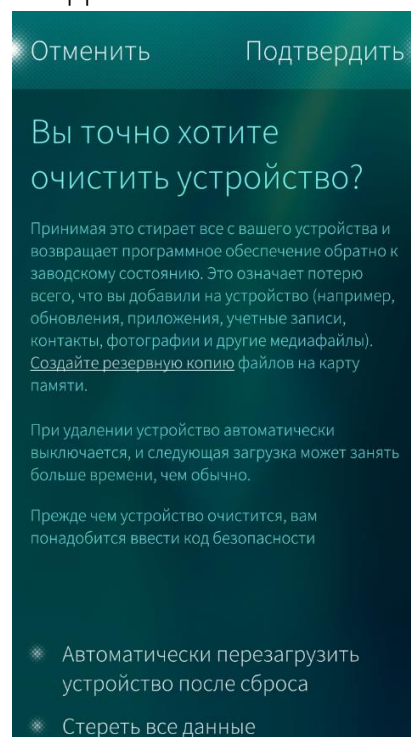 Отменить Подтвердить
Вы точно хотите
очистить устройство?
Принимая это стирает все с вашего устройства и
возвращает программное обеспечение обратно к
заводскому состоянию. Это означает потерю
всего, что вы добавили на устройство (например,
обновления, приложения, учетные записи,
контакты, фотографии и другие медиафайлы).
Создайте резервную копию файлов на карту
памяти.
При удалении устройство автоматически
выключается, и следующая загрузка может занять
больше времени, чем обычно.
Прежде чем устройство очистится, вам
понадобится ввести код безопасности
Автоматически перезагрузить
устройство после сброса
Стереть все данные